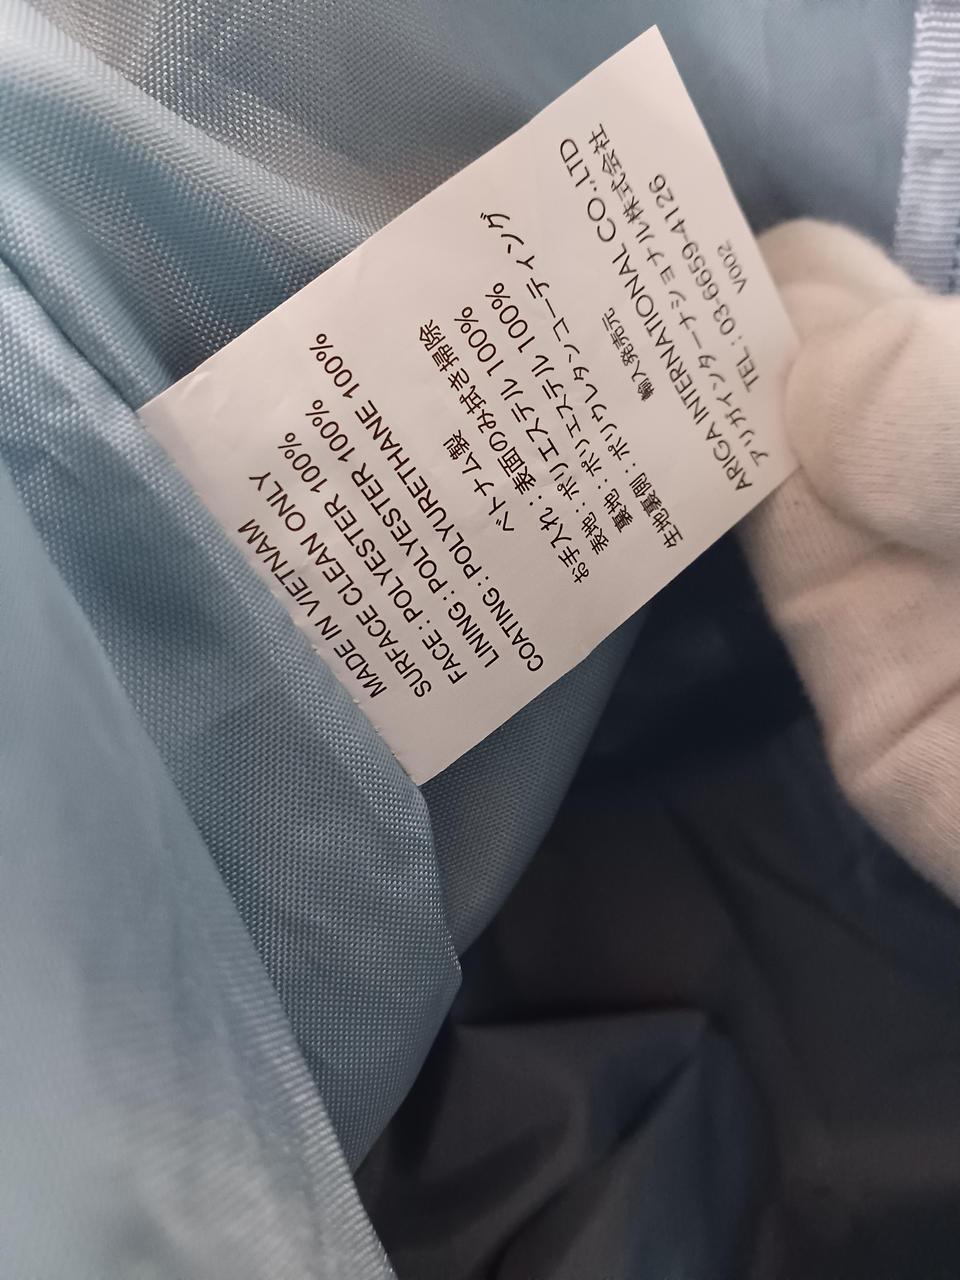 MADE IN VIETNAM
SURFACE CLEAN ONLY
FACE : POLYESTER 100%
LINING : POLYESTER 100%
COATING : POLYURETHANE 100%
ベトナム製
お手入れ : 表面のみ拭き掃除
表地 : ポリエステル 100%
裏地 : ポリエステル 100%
生地裏側 : ポリウレタンコーティング
輸入発売元
ARIGA INTERNATIONAL CO.,LTD
アリガインターナショナル株式会社
TEL : 03-6659-4126
V002